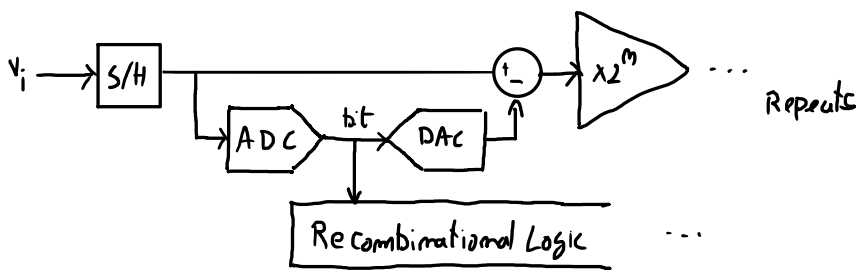 Vi
S/H
+
-
x2^m
...
Repeats
ADC
bit
DAC
Recombinational Logic
...